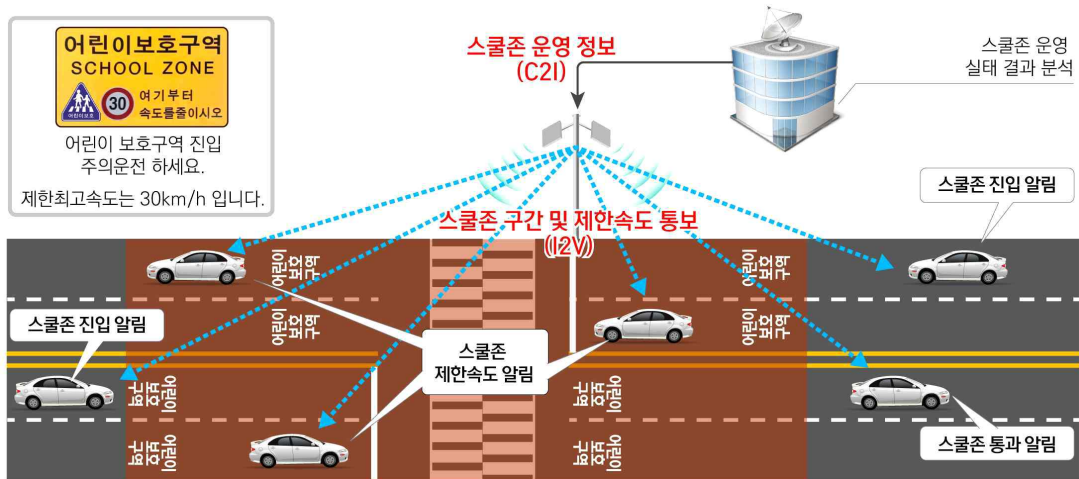 어린이보호구역
SCHOOL ZONE
30
여기부터
속도를줄이시오
어린이보호
어린이 보호구역 진입
주의운전 하세요.
제한최고속도는 30km/h 입니다.
스쿨존 운영 정보
(C2I)
스쿨존 운영
실태 결과 분석
스쿨존 진입 알림
스쿨존 구간 및 제한속도 통보
(I2V)
어린이
보호
구역
어린이
보호
구역
어린이
보호
구역
어린이
보호
구역
스쿨존 진입 알림
스쿨존
제한속도 알림
어린이
보호
구역
어린이
보호
구역
어린이
보호
구역
어린이
보호
구역
스쿨존 통과 알림